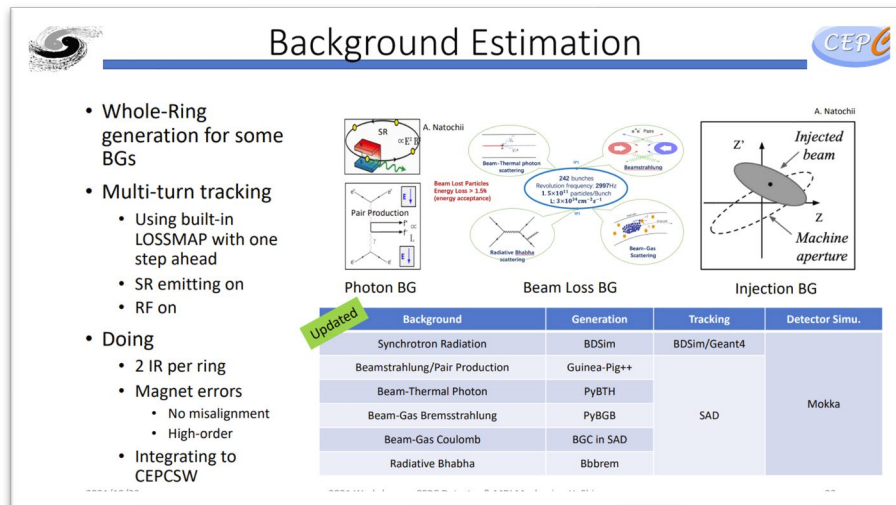 Background Estimation
CEPC
• Whole-Ring
generation for some
BGs
• Multi-turn tracking
• Using built-in
LOSSMAP with one
step ahead
• SR emitting on
• RF on
• Doing
• 2 IR per ring
• Magnet errors
• No misalignment
• High-order
• Integrating to
CEPCSW
A. Natochii
SR
Pair Production
E
E
Photon BG
Beam Lost Particles
Energy Loss > 1.5%
(energy acceptance)
Beam-Thermal photon
scattering
e⁺e⁻ Pairs
Beamstrahlung
242 bunches
Revolution frequency: 2997Hz
Radiative Bhabha
scattering
Beam-Gas
Scattering
Beam Loss BG
A. Natochii
Z'
Injected
beam
Z
Machine
aperture
Injection BG
Updated
Background Generation Tracking Detector Simu.
Synchrotron Radiation BDSim BDSim/Geant4
Beamstrahlung/Pair Production Guinea-Pig++
Beam-Thermal Photon PyBTH
Mokka
Beam-Gas Bremsstrahlung PyBGB SAD
Beam-Gas Coulomb BGC in SAD
Radiative Bhabha Bbbrem